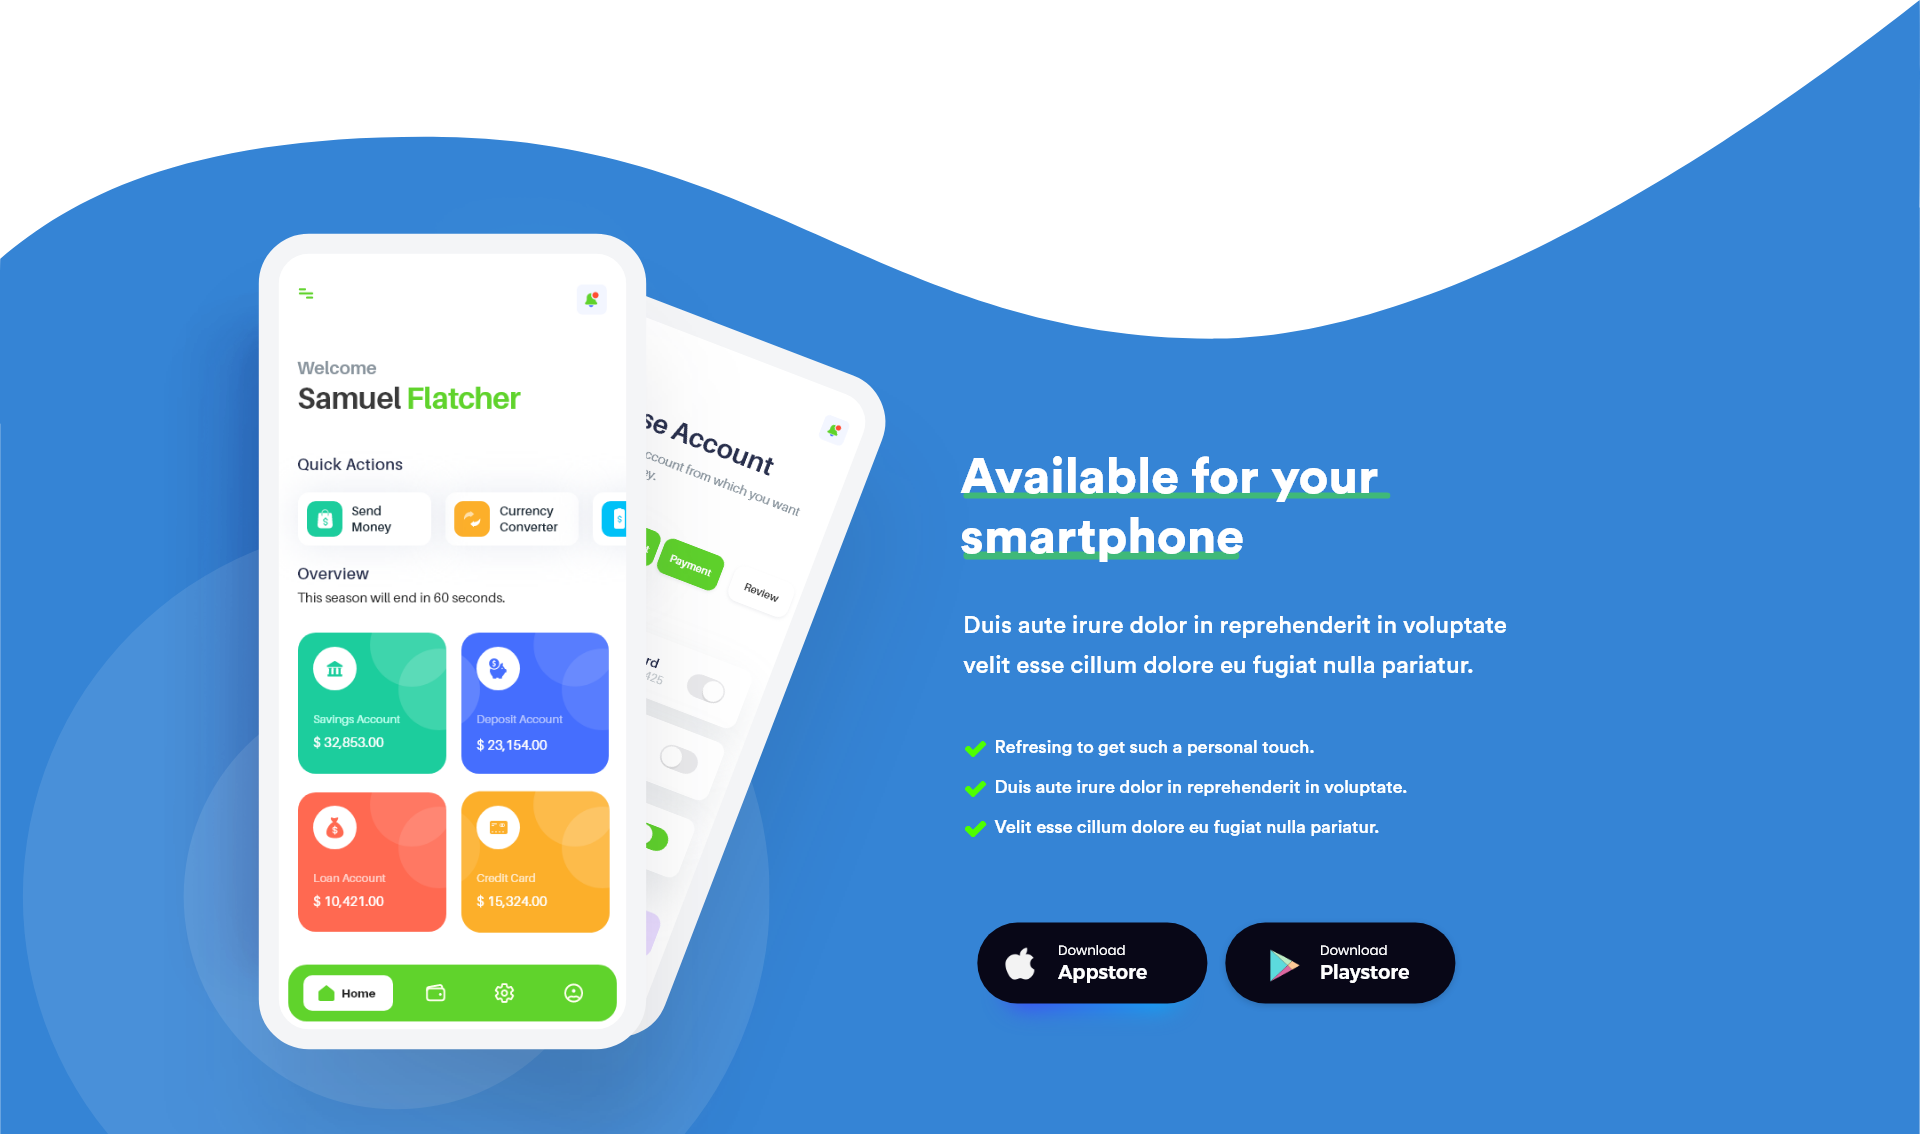 Welcome
Samuel Flatcher
Quick Actions
Send
Money
Currency
Converter
Overview
This season will end in 60 seconds.
Savings Account
$ 32,853.00
Deposit Account
$ 23,154.00
Loan Account
$ 10,421.00
Credit Card
$ 15,324.00
Home
se Account
ccount from which you want
ey.
Payment
Review
rd
425
Available for your
smartphone
Duis aute irure dolor in reprehenderit in voluptate
velit esse cillum dolore eu fugiat nulla pariatur.
Refresing to get such a personal touch.
Duis aute irure dolor in reprehenderit in voluptate.
Velit esse cillum dolore eu fugiat nulla pariatur.
Download
Appstore
Download
Playstore